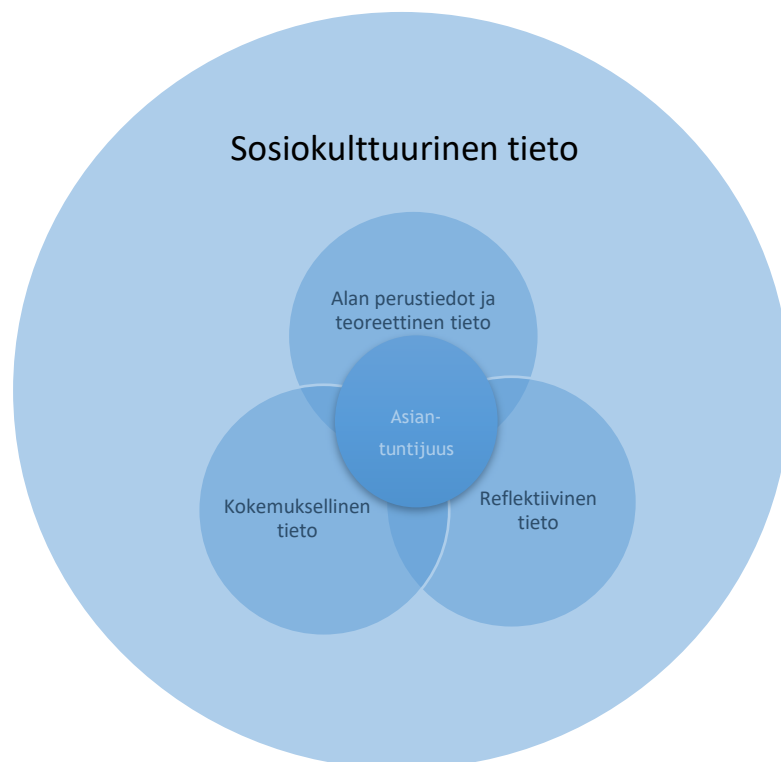 Sosiokulttuurinen tieto
Alan perustiedot ja
teoreettinen tieto
Asian-
tuntijuus
Kokemuksellinen
tieto
Reflektiivinen
tieto